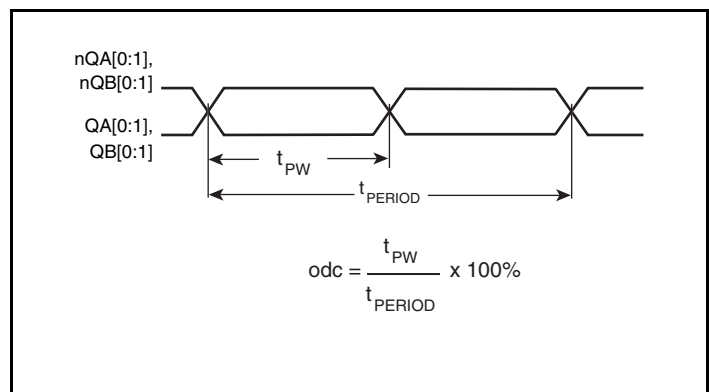 nQA[0:1],
nQB[0:1]
QA[0:1],
QB[0:1]
tPW
tPERIOD
odc = tPW / tPERIOD x 100%